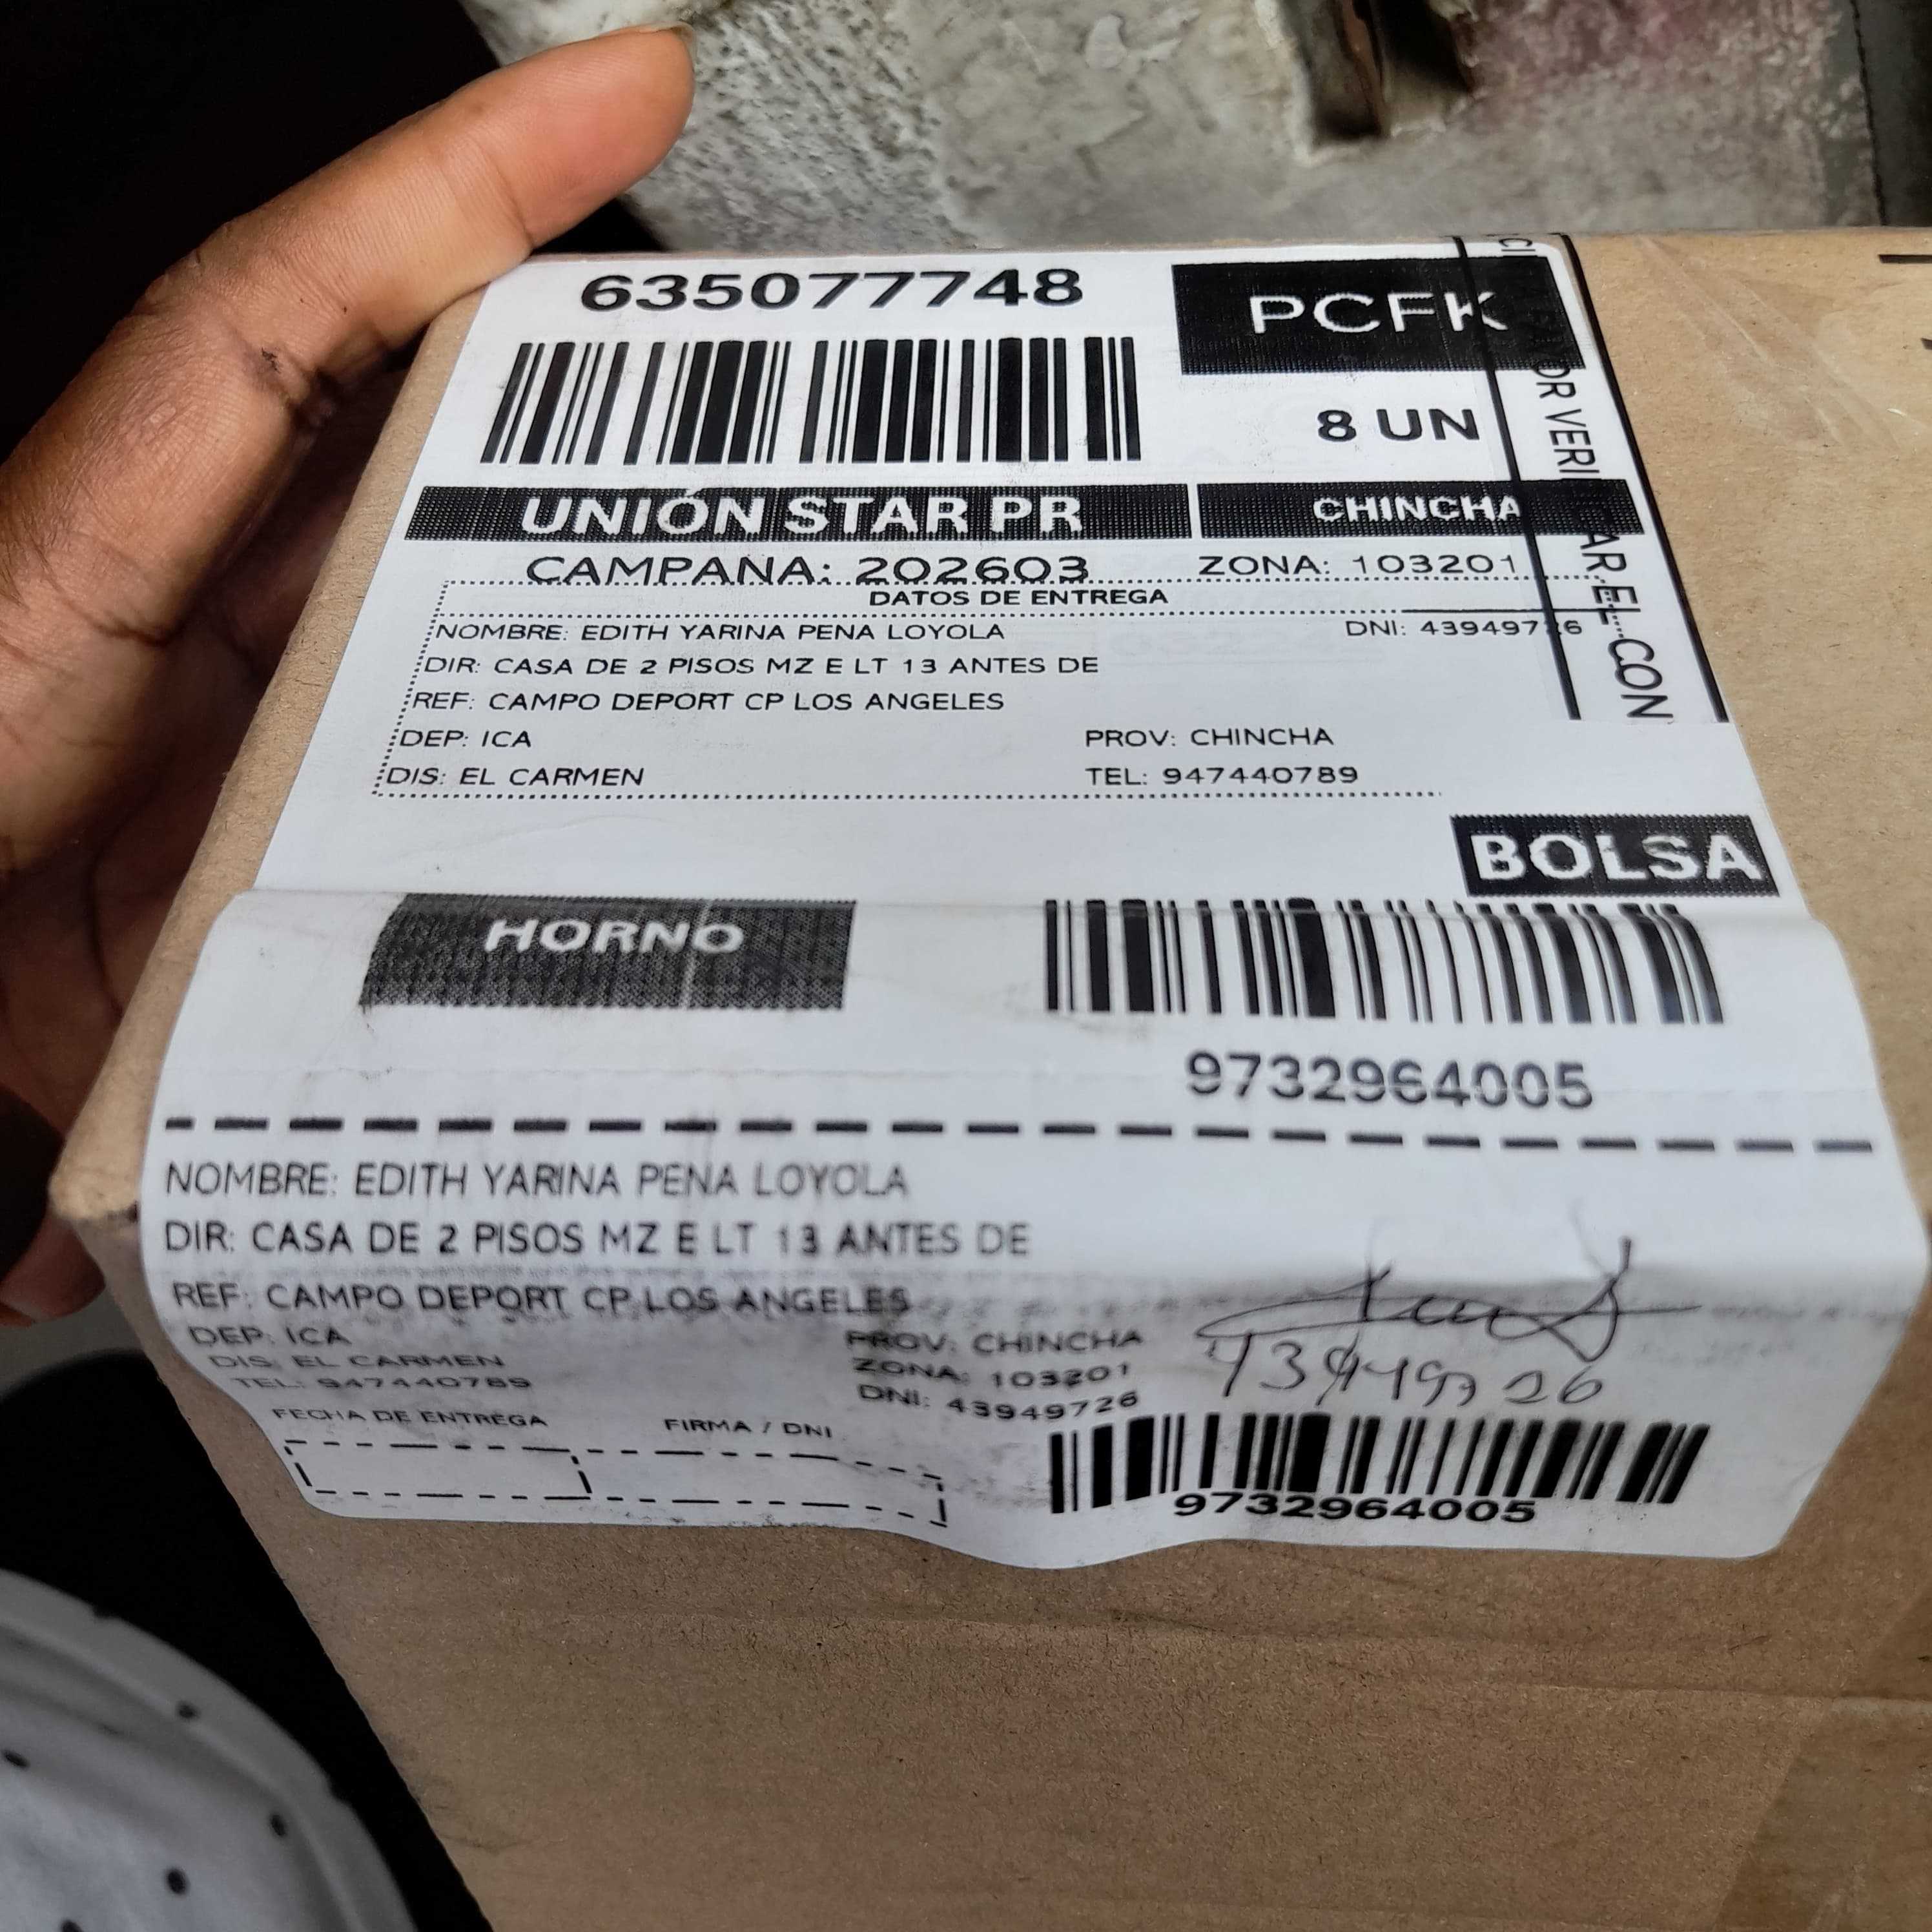 635077748
PCFK
8 UN
UNIÓN STAR PR
CHINCHA
CAMPANA: 202603
ZONA: 103201
DATOS DE ENTREGA
NOMBRE: EDITH YARINA PENA LOYOLA
DNI: 43949726
DIR: CASA DE 2 PISOS MZ E LT 13 ANTES DE
REF: CAMPO DEPORT CP LOS ANGELES
DEP: ICA
PROV: CHINCHA
DIS: EL CARMEN
TEL: 947440789
BOLSA
HORNO
9732964005
NOMBRE: EDITH YARINA PENA LOYOLA
DIR: CASA DE 2 PISOS MZ E LT 13 ANTES DE
REF: CAMPO DEPORT CP LOS ANGELES
DEP: ICA
PROV: CHINCHA
DIS: EL CARMEN
ZONA: 103201
TEL: 947440789
DNI: 43949726
FECHA DE ENTREGA
FIRMA / DNI
9732964005
EL CON